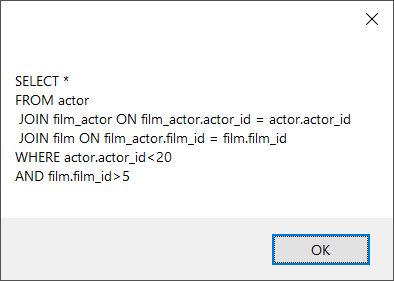 SELECT *
FROM actor
JOIN film_actor ON film_actor.actor_id = actor.actor_id
JOIN film ON film_actor.film_id = film.film_id
WHERE actor.actor_id<20
AND film.film_id>5
OK